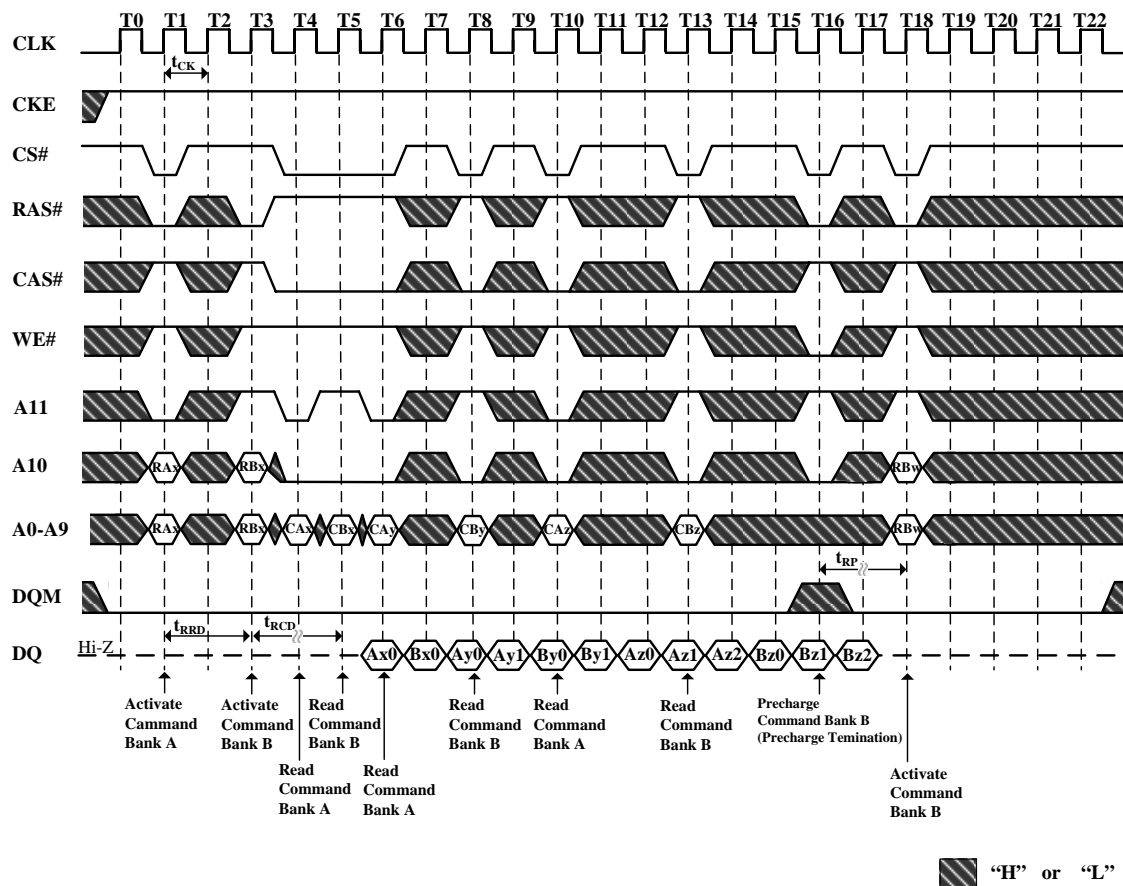 T0 T1 T2 T3 T4 T5 T6 T7 T8 T9 T10 T11 T12 T13 T14 T15 T16 T17 T18 T19 T20 T21 T22
CLK
tCK
CKE
CS#
RAS#
CAS#
WE#
A11
A10 RAx RBx RBw
A0-A9 RAx RBx CAx CBx CAy CBy CAz CBz RBw
tRP
DQM
tRRD tRCD
DQ Hi-Z Ax0 Bx0 Ay0 Ay1 By0 By1 Az0 Az1 Az2 Bz0 Bz1 Bz2
Activate
Cammand
Bank A
Activate
Command
Bank B
Read
Command
Bank B
Read
Command
Bank B
Read
Command
Bank A
Read
Command
Bank B
Precharge
Command Bank B
(Precharge Temination)
Read
Command
Bank A
Read
Command
Bank A
Activate
Command
Bank B
“H” or “L”